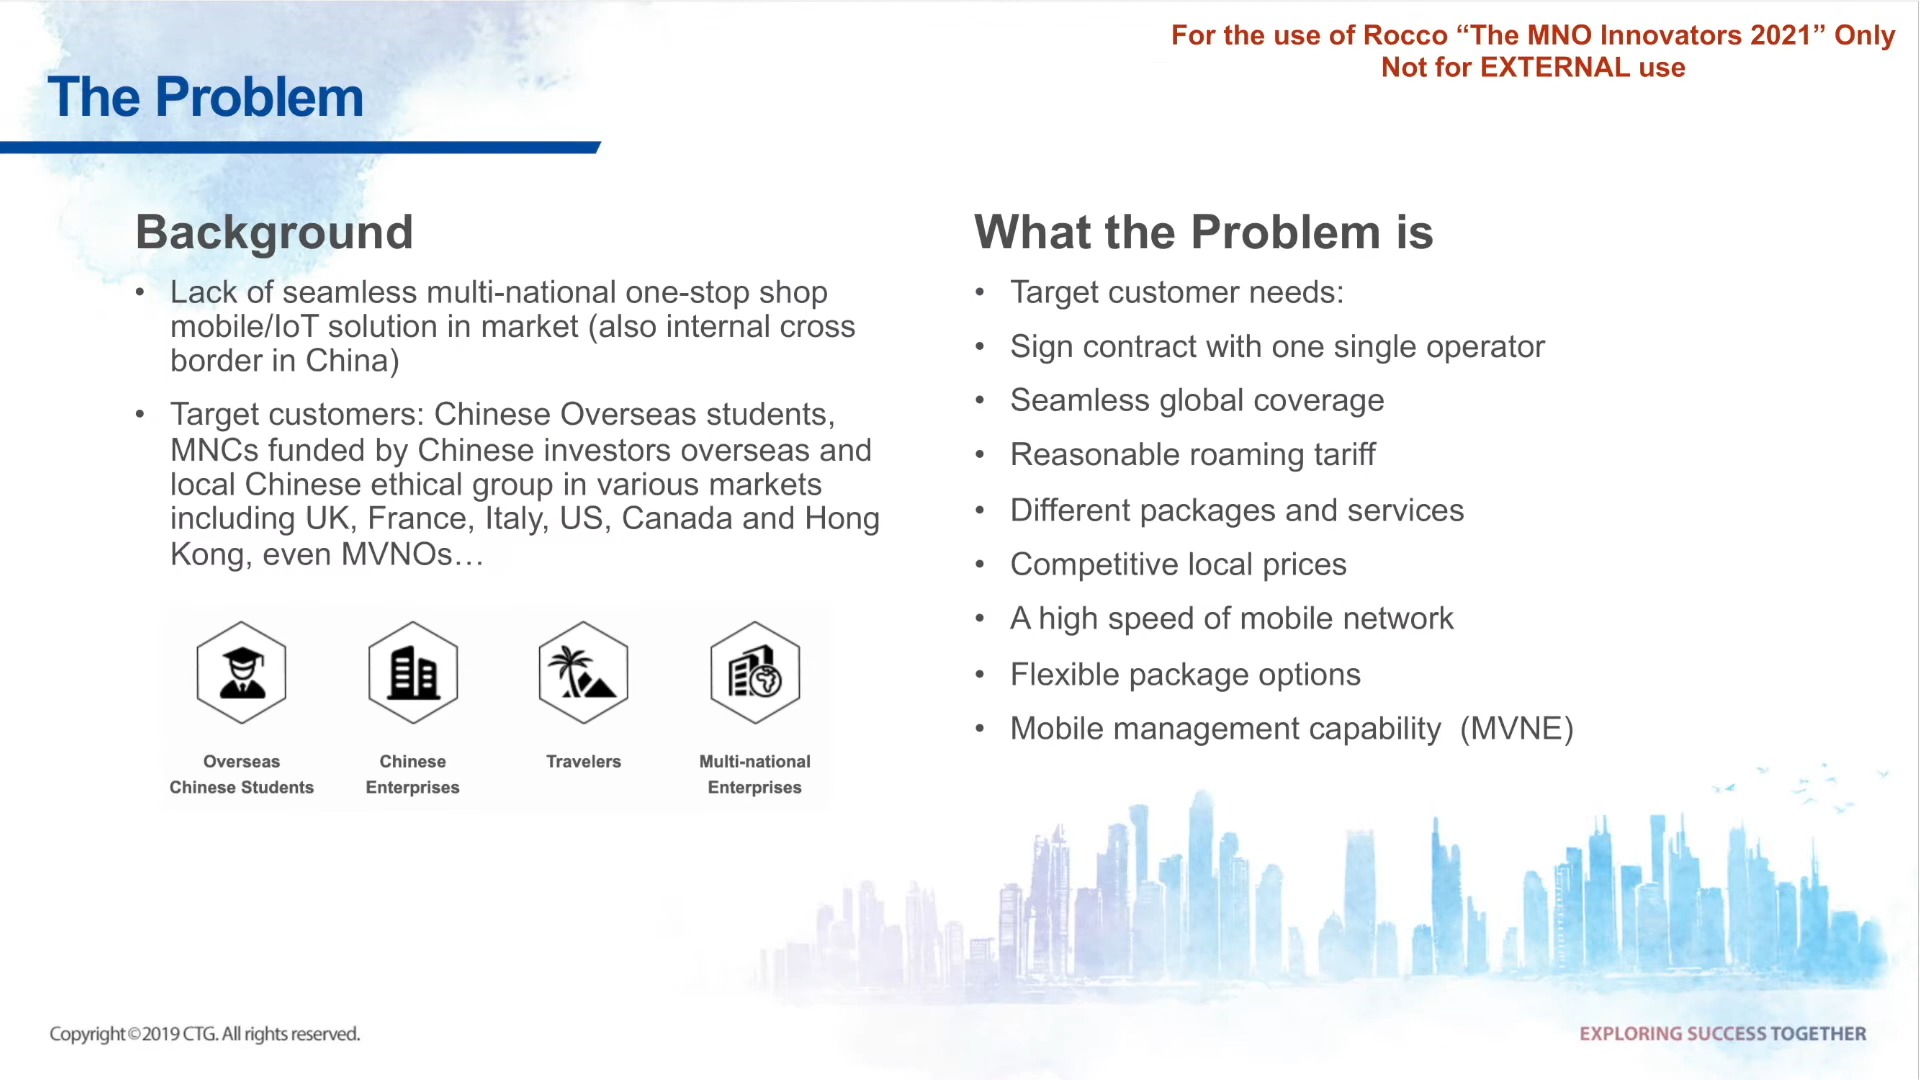 For the use of Rocco “The MNO Innovators 2021” Only
Not for EXTERNAL use
The Problem
Background
• Lack of seamless multi-national one-stop shop
mobile/IoT solution in market (also internal cross
border in China)
• Target customers: Chinese Overseas students,
MNCs funded by Chinese investors overseas and
local Chinese ethical group in various markets
including UK, France, Italy, US, Canada and Hong
Kong, even MVNOs…
Overseas
Chinese Students
Chinese
Enterprises
Travelers
Multi-national
Enterprises
What the Problem is
• Target customer needs:
• Sign contract with one single operator
• Seamless global coverage
• Reasonable roaming tariff
• Different packages and services
• Competitive local prices
• A high speed of mobile network
• Flexible package options
• Mobile management capability (MVNE)
Copyright©2019 CTG. All rights reserved.
EXPLORING SUCCESS TOGETHER